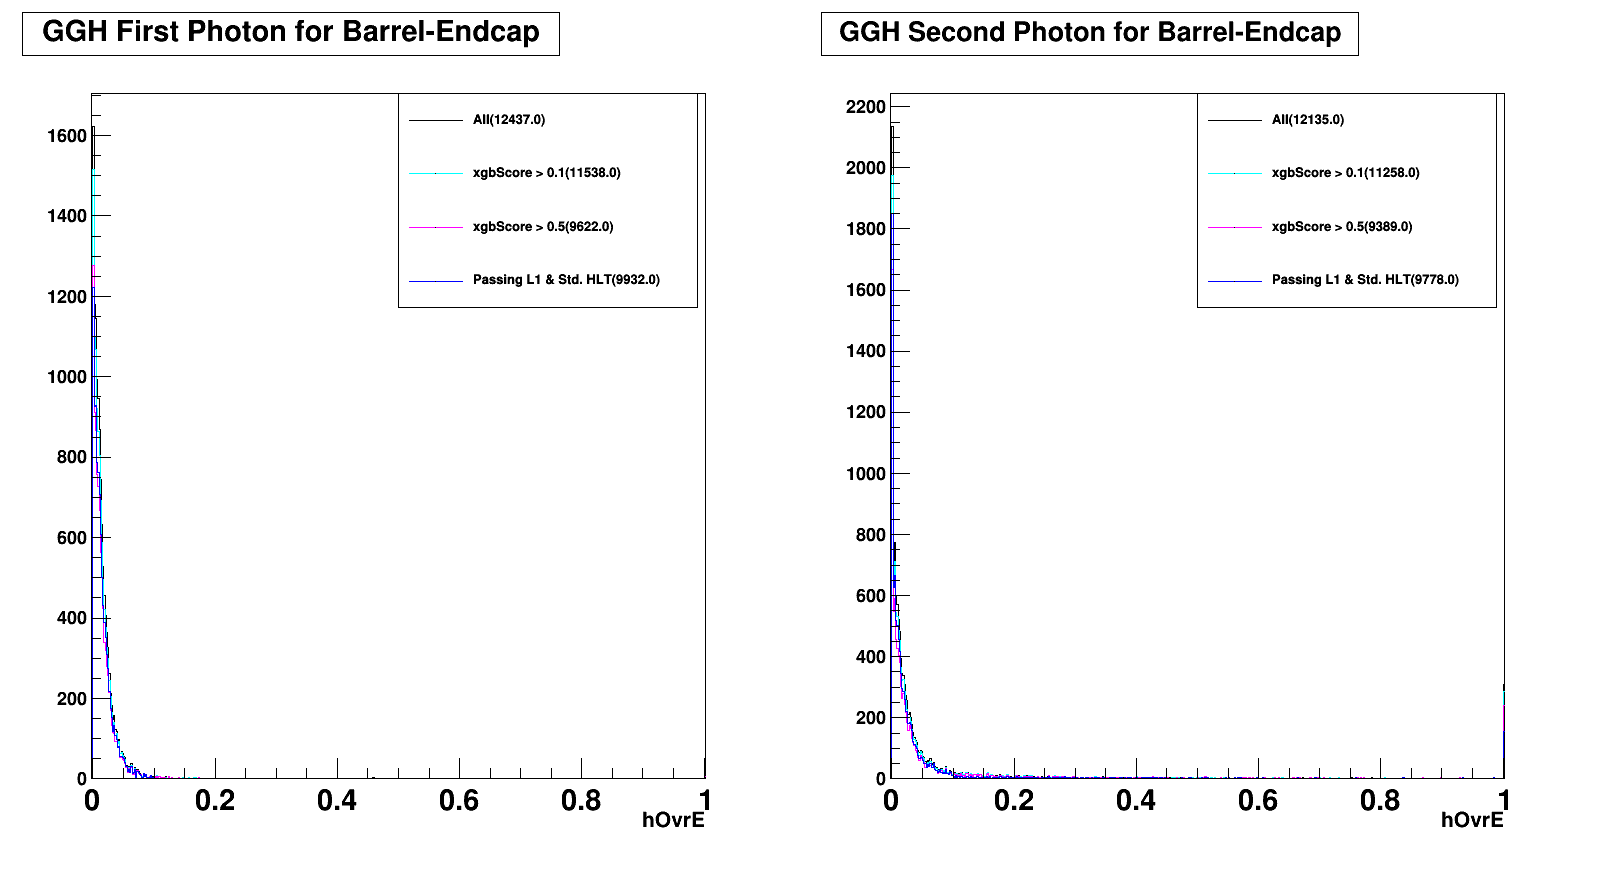 GGH First Photon for Barrel-Endcap
All(12437.0)
xgbScore > 0.1(11538.0)
xgbScore > 0.5(9622.0)
Passing L1 & Std. HLT(9932.0)
1600
1400
1200
1000
800
600
400
200
0
0 0.2 0.4 0.6 0.8 1
hOvrE
GGH Second Photon for Barrel-Endcap
All(12135.0)
xgbScore > 0.1(11258.0)
xgbScore > 0.5(9389.0)
Passing L1 & Std. HLT(9778.0)
2200
2000
1800
1600
1400
1200
1000
800
600
400
200
0
0 0.2 0.4 0.6 0.8 1
hOvrE